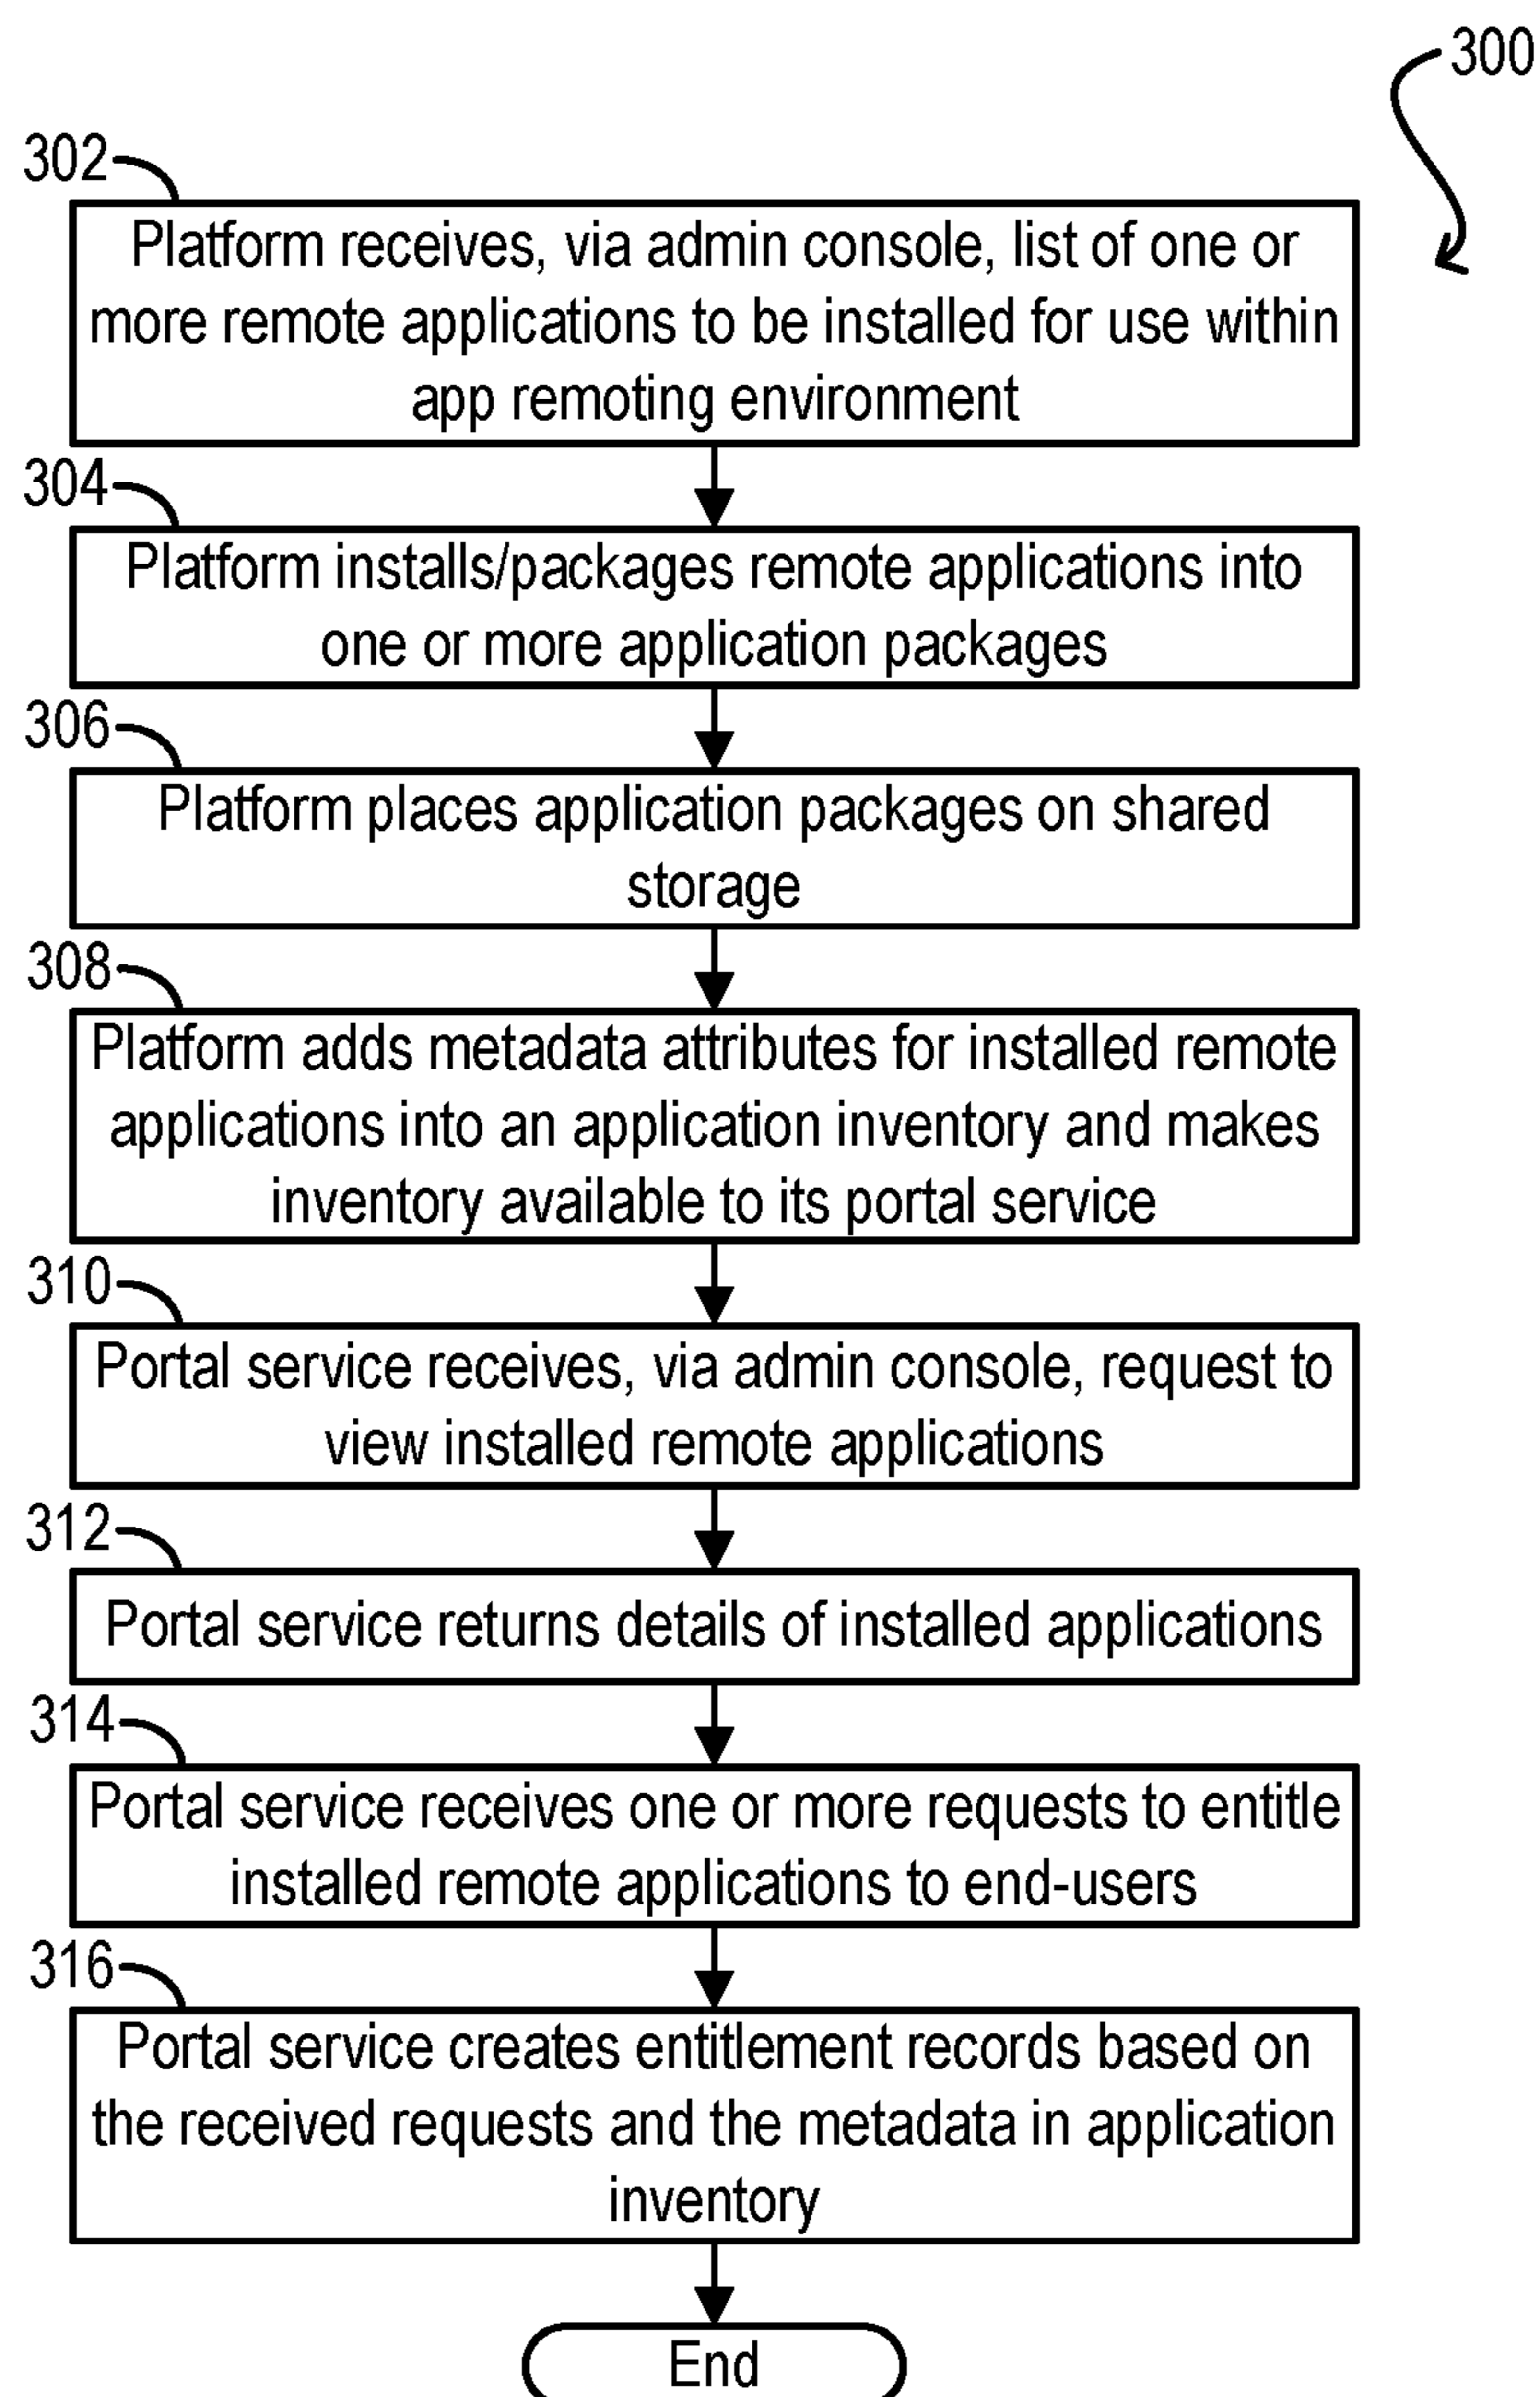 300
302
Platform receives, via admin console, list of one or
more remote applications to be installed for use within
app remoting environment
304
Platform installs/packages remote applications into
one or more application packages
306
Platform places application packages on shared
storage
308
Platform adds metadata attributes for installed remote
applications into an application inventory and makes
inventory available to its portal service
310
Portal service receives, via admin console, request to
view installed remote applications
312
Portal service returns details of installed applications
314
Portal service receives one or more requests to entitle
installed remote applications to end-users
316
Portal service creates entitlement records based on
the received requests and the metadata in application
inventory
End